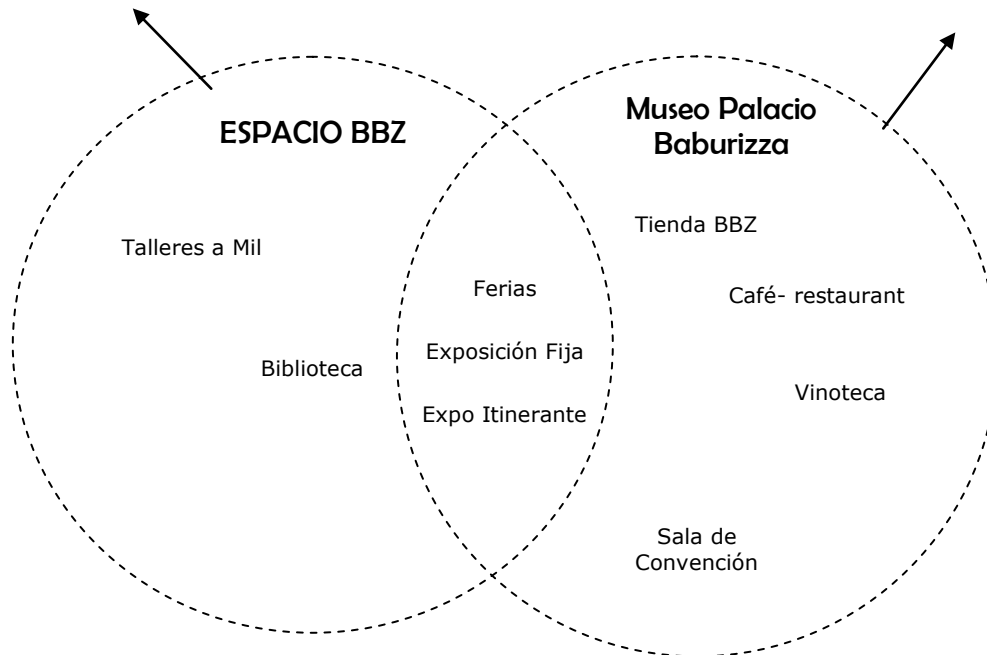 ESPACIO BBZ
Museo Palacio
Baburizza
Talleres a Mil
Biblioteca
Ferias
Exposición Fija
Expo Itinerante
Tienda BBZ
Café- restaurant
Vinoteca
Sala de
Convención